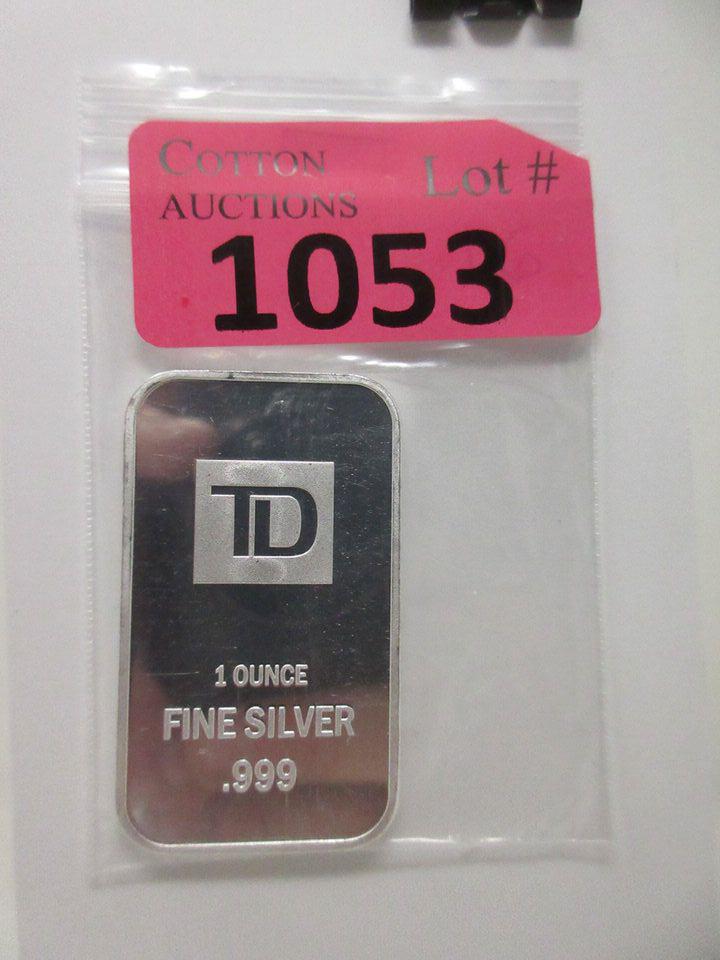 COTTON
AUCTIONS
Lot #
1053
TD
1 OUNCE
FINE SILVER
.999